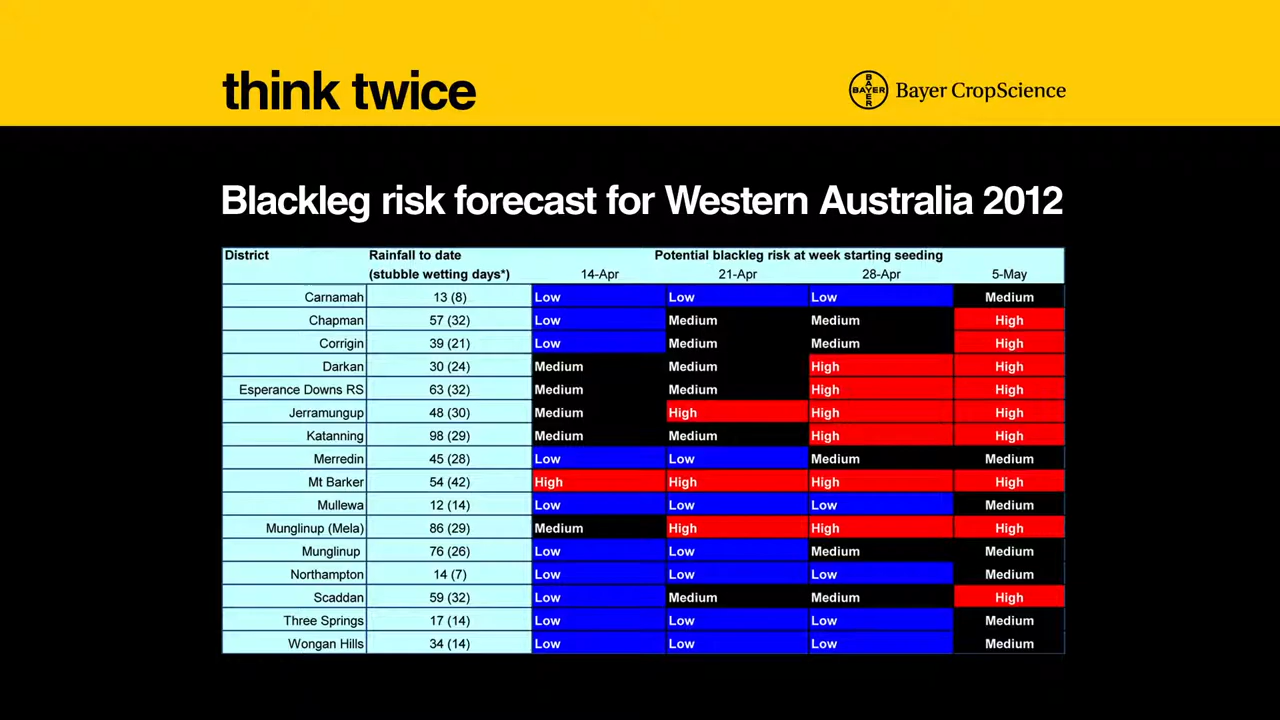 think twice
BAYER BAYER Bayer CropScience
Blackleg risk forecast for Western Australia 2012
District Rainfall to date Potential blackleg risk at week starting seeding
(stubble wetting days*) 14-Apr 21-Apr 28-Apr 5-May
Carnamah 13 (8) Low Low Low Medium
Chapman 57 (32) Low Medium Medium High
Corrigin 39 (21) Low Medium Medium High
Darkan 30 (24) Medium Medium High High
Esperance Downs RS 63 (32) Medium Medium High High
Jerramungup 48 (30) Medium High High High
Katanning 98 (29) Medium Medium High High
Merredin 45 (28) Low Low Medium Medium
Mt Barker 54 (42) High High High High
Mullewa 12 (14) Low Low Low Medium
Munglinup (Mela) 86 (29) Medium High High High
Munglinup 76 (26) Low Low Medium Medium
Northampton 14 (7) Low Low Low Medium
Scaddan 59 (32) Low Medium Medium High
Three Springs 17 (14) Low Low Low Medium
Wongan Hills 34 (14) Low Low Low Medium